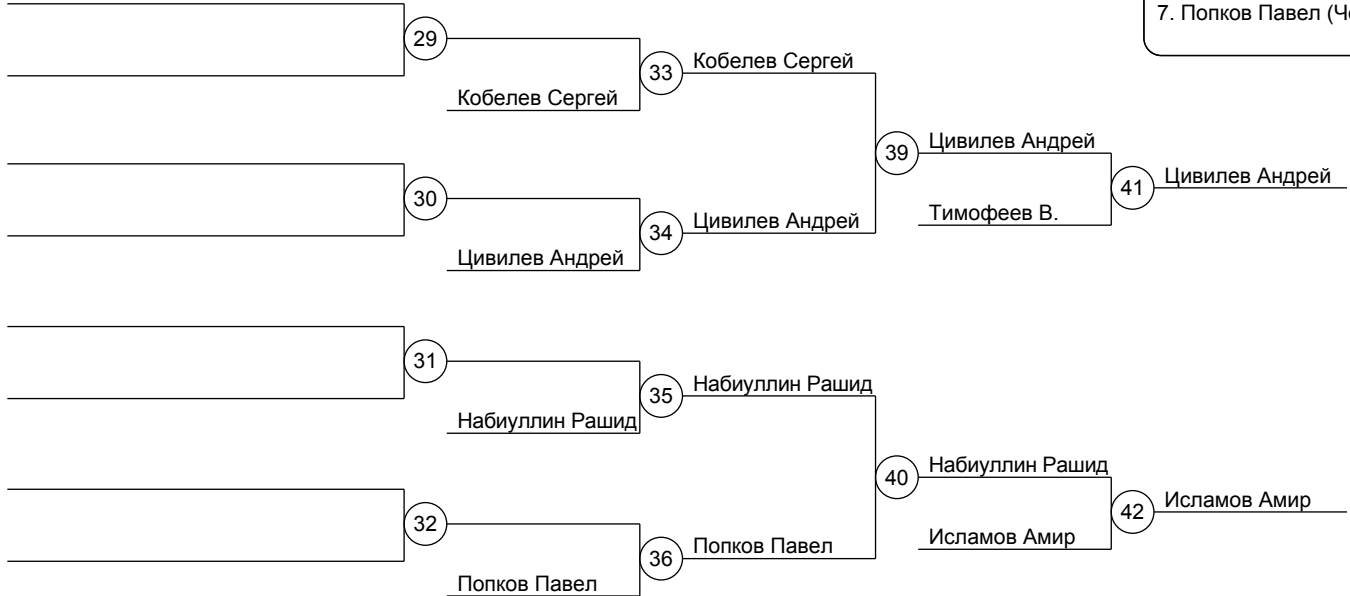 7. Попков Павел
29
33
Кобелев Сергей
Кобелев Сергей
39
Цивилев Андрей
30
41
Цивилев Андрей
Тимофеев В.
34
Цивилев Андрей
Цивилев Андрей
31
35
Набиуллин Рашид
Набиуллин Рашид
40
Набиуллин Рашид
32
42
Исламов Амир
Исламов Амир
36
Попков Павел
Попков Павел